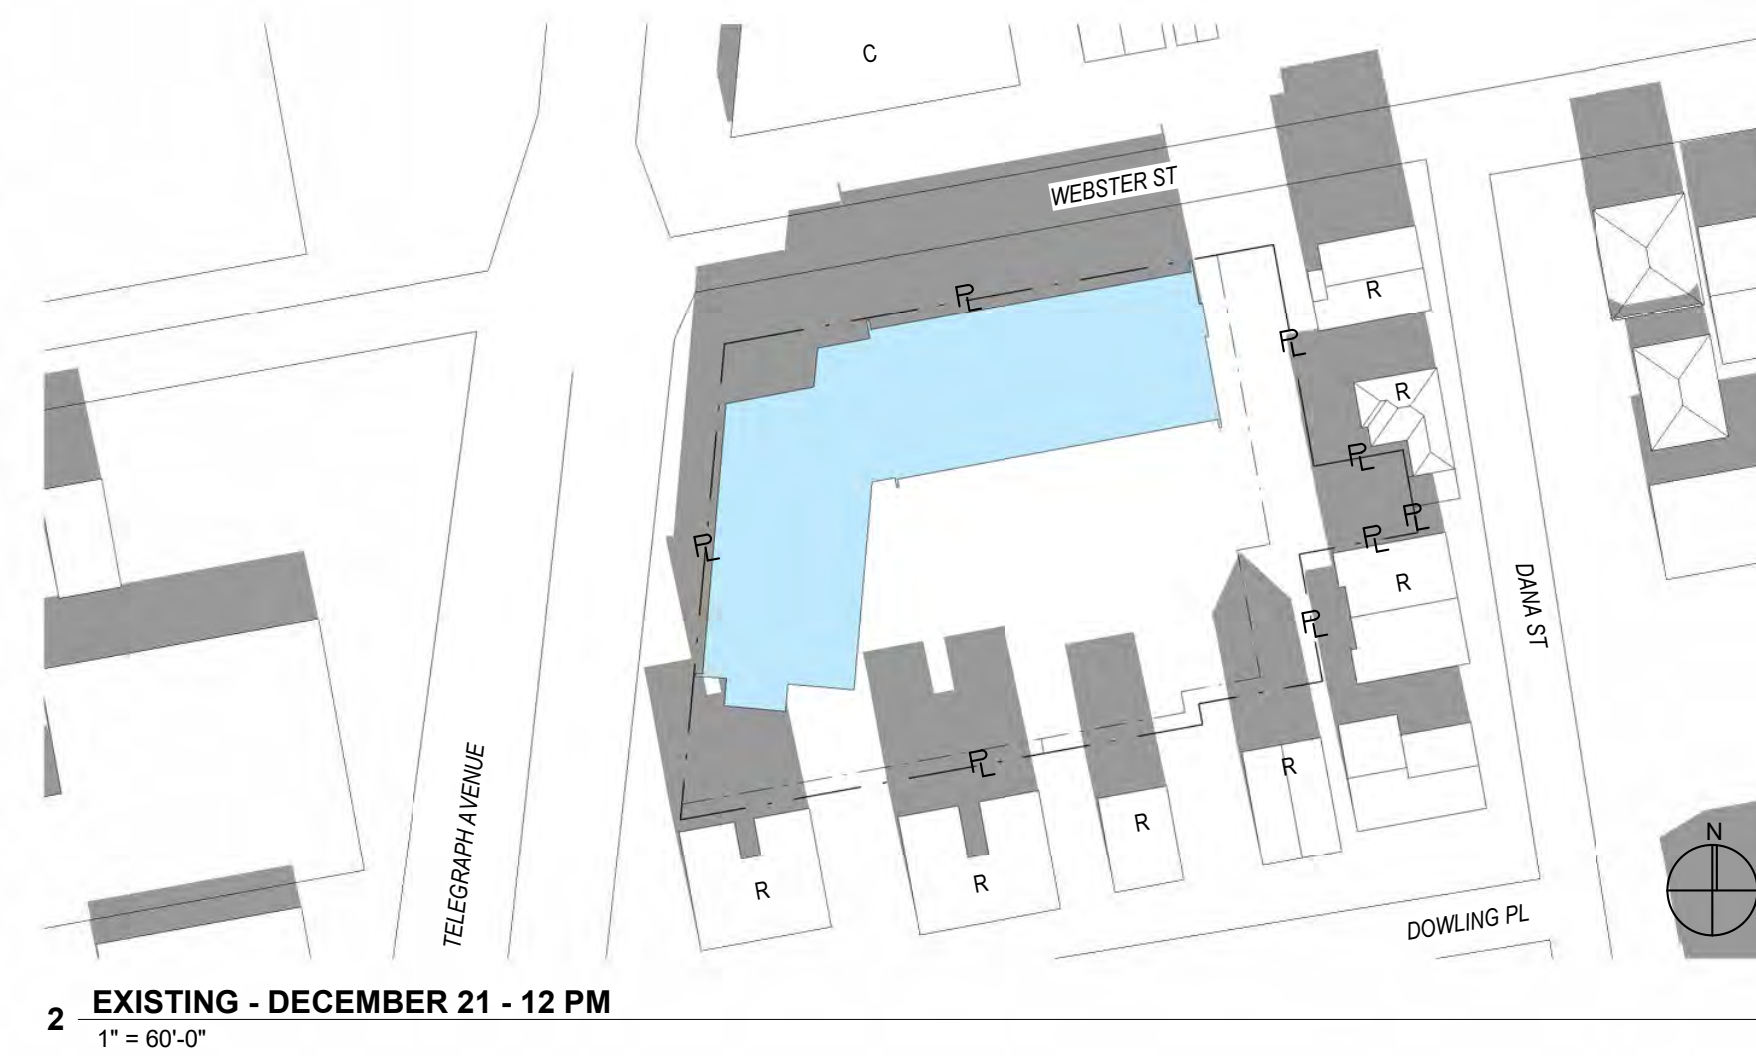 C
WEBSTER ST
PL
R
PL
R
PL
PL
PL
PL
R
PL
DANA ST
PL
R
R
R
R
TELEGRAPH AVENUE
N
DOWLING PL
2 EXISTING - DECEMBER 21 - 12 PM
1" = 60'-0"